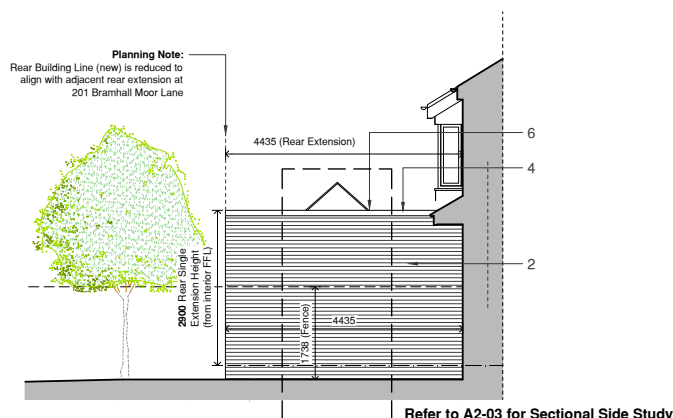 Planning Note:
Rear Building Line (new) is reduced to
align with adjacent rear extension at
201 Bramhall Moor Lane
4435 (Rear Extension)
6
4
2
2900 Rear Single
Extension Height
(from interior FFL)
1738 (Fence)
4435
Refer to A2-03 for Sectional Side Study